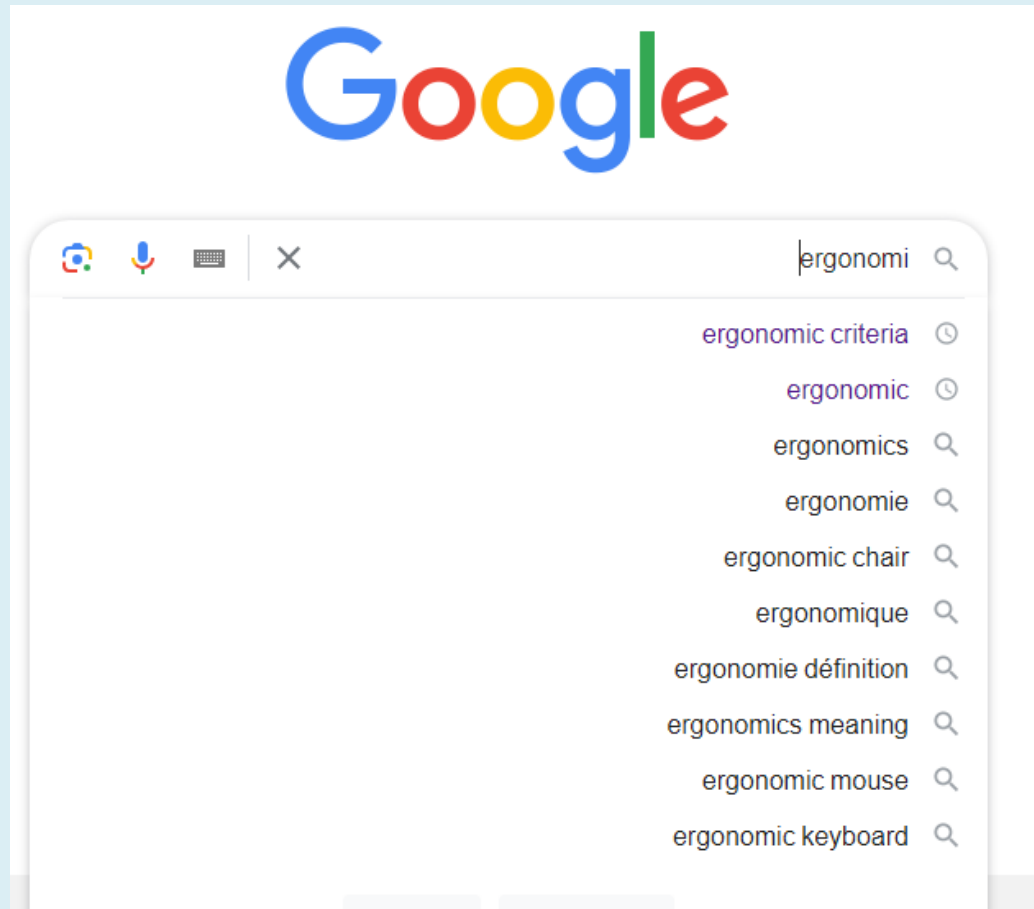 Google
ergonomi
ergonomic criteria
ergonomic
ergonomics
ergonomie
ergonomic chair
ergonomique
ergonomie définition
ergonomics meaning
ergonomic mouse
ergonomic keyboard